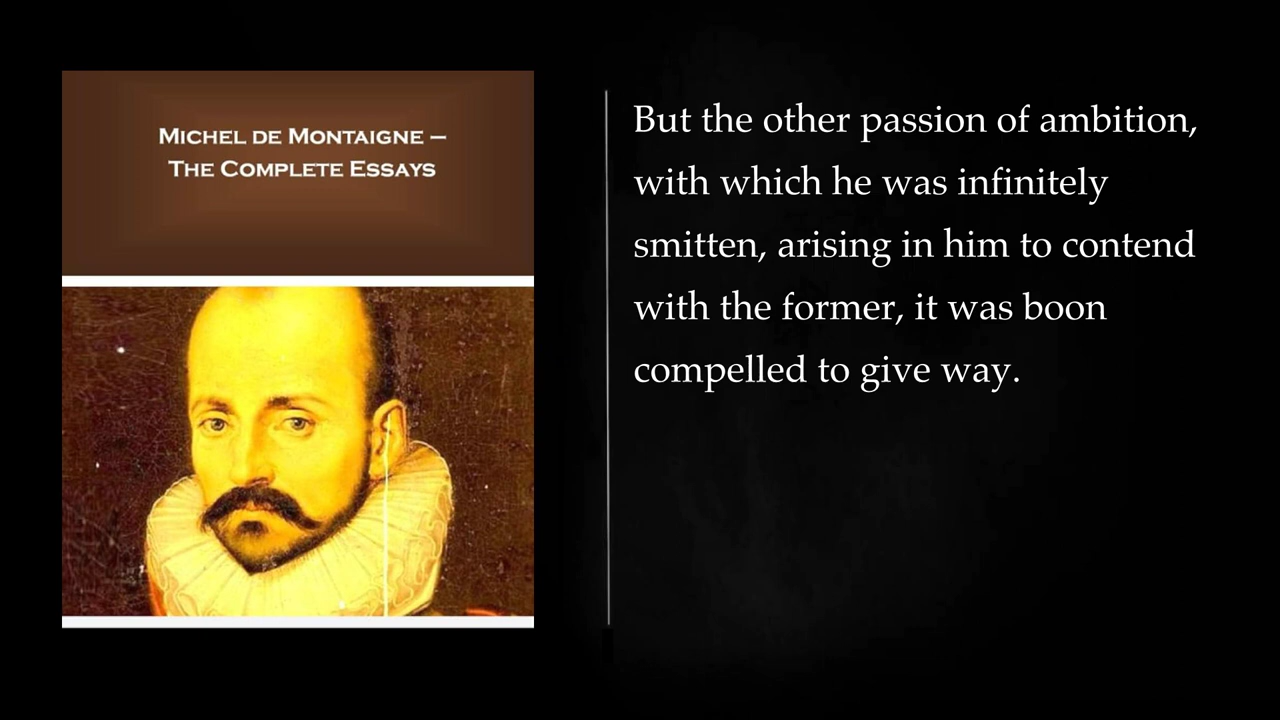 MICHEL DE MONTAIGNE –
THE COMPLETE ESSAYS
But the other passion of ambition,
with which he was infinitely
smitten, arising in him to contend
with the former, it was boon
compelled to give way.